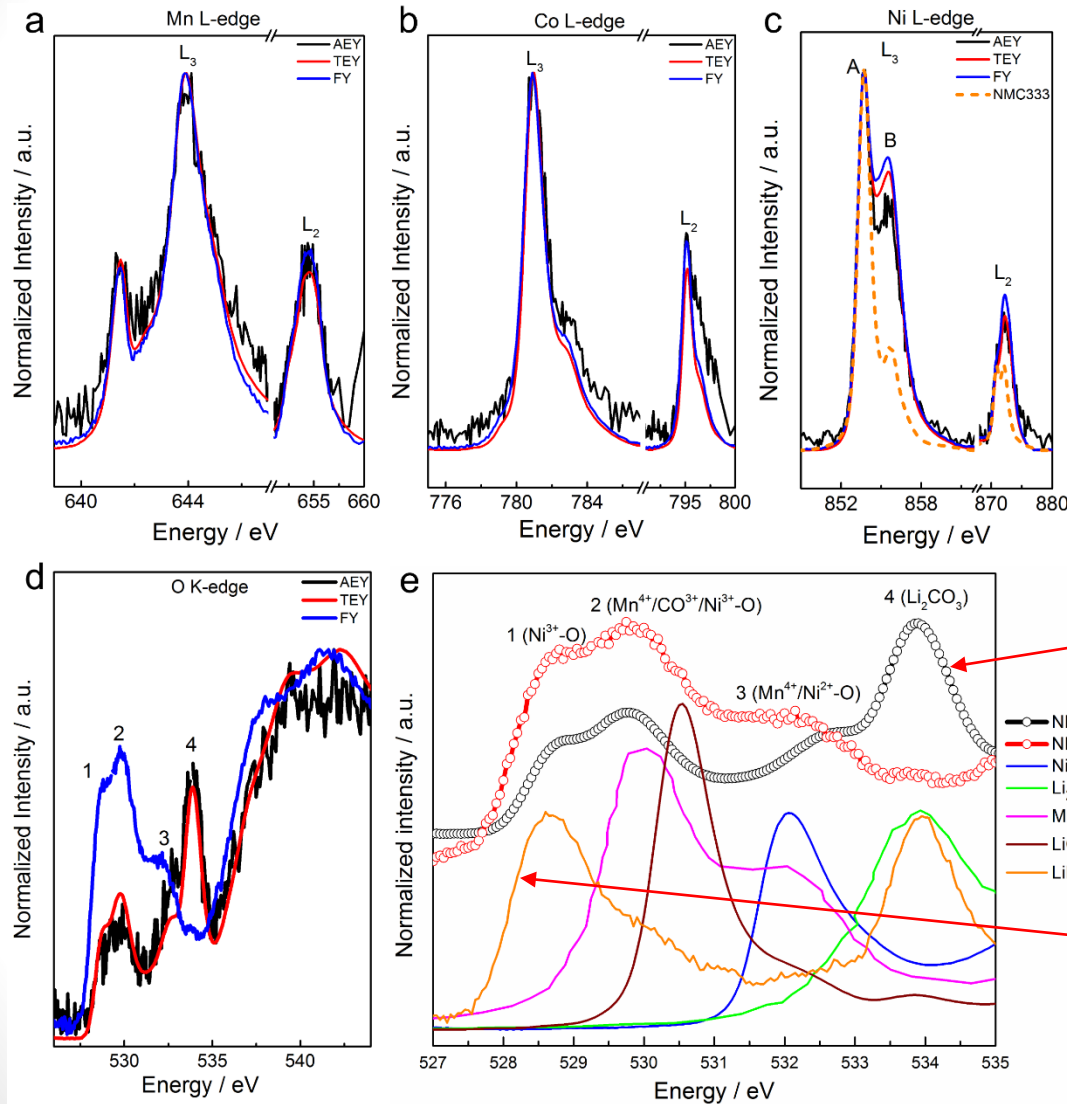 a
Mn L-edge
AEY
TEY
FY
L3
L2
Normalized Intensity / a.u.
640 644 655 660
Energy / eV
b
Co L-edge
AEY
TEY
FY
L3
L2
Normalized Intensity / a.u.
776 780 784 795 800
Energy / eV
c
Ni L-edge
AEY
TEY
FY
NMC333
L3
A
B
L2
Normalized Intensity / a.u.
852 858 870 880
Energy / eV
d
O K-edge
AEY
TEY
FY
1
2
3
4
Normalized Intensity / a.u.
530 535 540
Energy / eV
e
1 (Ni³⁺-O)
2 (Mn⁴⁺/CO³⁺/Ni³⁺-O)
3 (Mn⁴⁺/Ni²⁺-O)
4 (Li₂CO₃)
Normalized intensity / a.u.
527 528 529 530 531 532 533 534 535
Energy / eV
Ni
Li
M
Li
Li